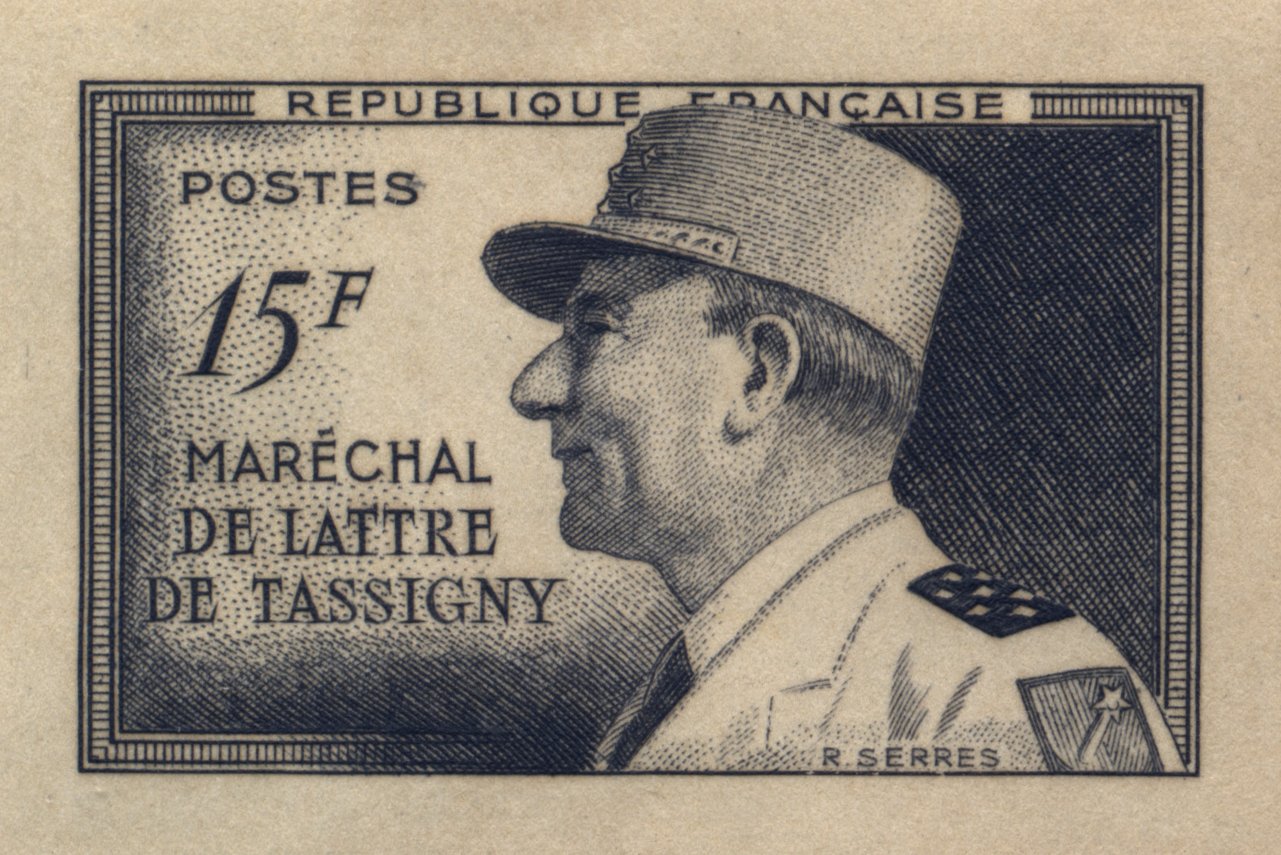 REPUBLIQUE FRANÇAISE
POSTES
15F
MARÉCHAL
DE LATTRE
DE TASSIGNY
R. SERRES